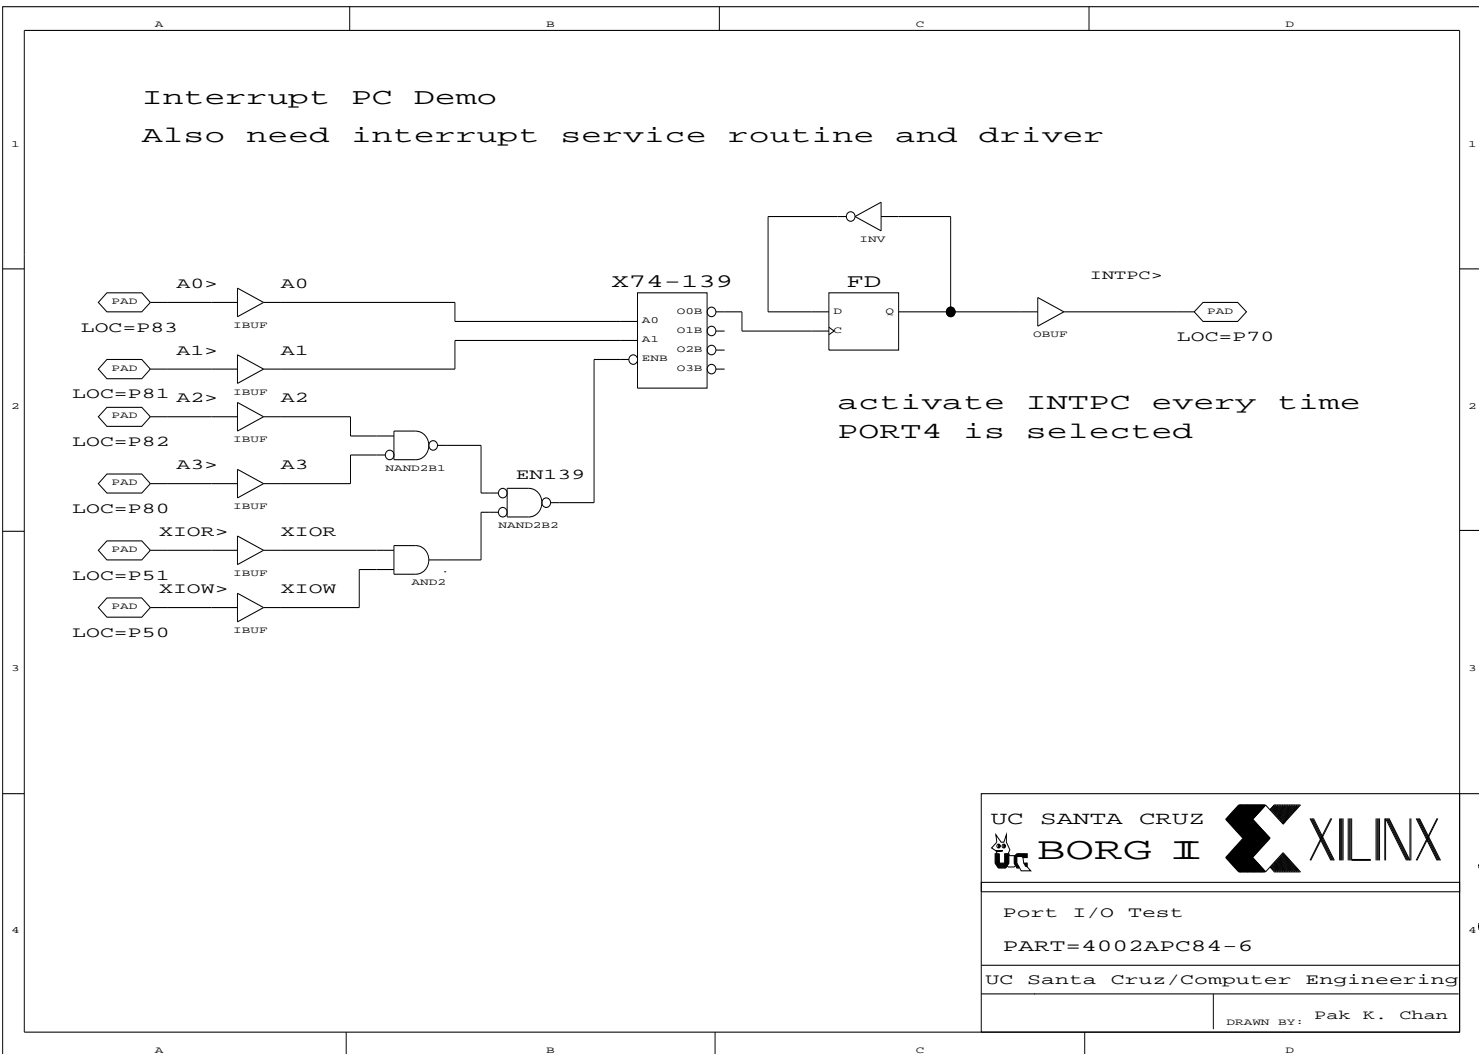 A B C D
Interrupt PC Demo
Also need interrupt service routine and driver
1 1
INV
X74-139 FD INTPC>
A0> A0
PAD IBUF
LOC=P83
A0 O0B
A1 O1B
ENB O2B
O3B
D Q
C
OBUF
PAD
LOC=P70
A1> A1
PAD IBUF
LOC=P81
A2> A2
PAD IBUF
LOC=P82
2 2
activate INTPC every time
PORT4 is selected
NAND2B1
A3> A3
PAD IBUF
LOC=P80
EN139
NAND2B2
XIOR> XIOR
PAD IBUF
LOC=P51
AND2
XIOW> XIOW
PAD IBUF
LOC=P50
3 3
UC SANTA CRUZ
UC BORG II XILINX
Port I/O Test
4 4
PART=4002APC84-6
UC Santa Cruz/Computer Engineering
DRAWN BY: Pak K. Chan
A B C D